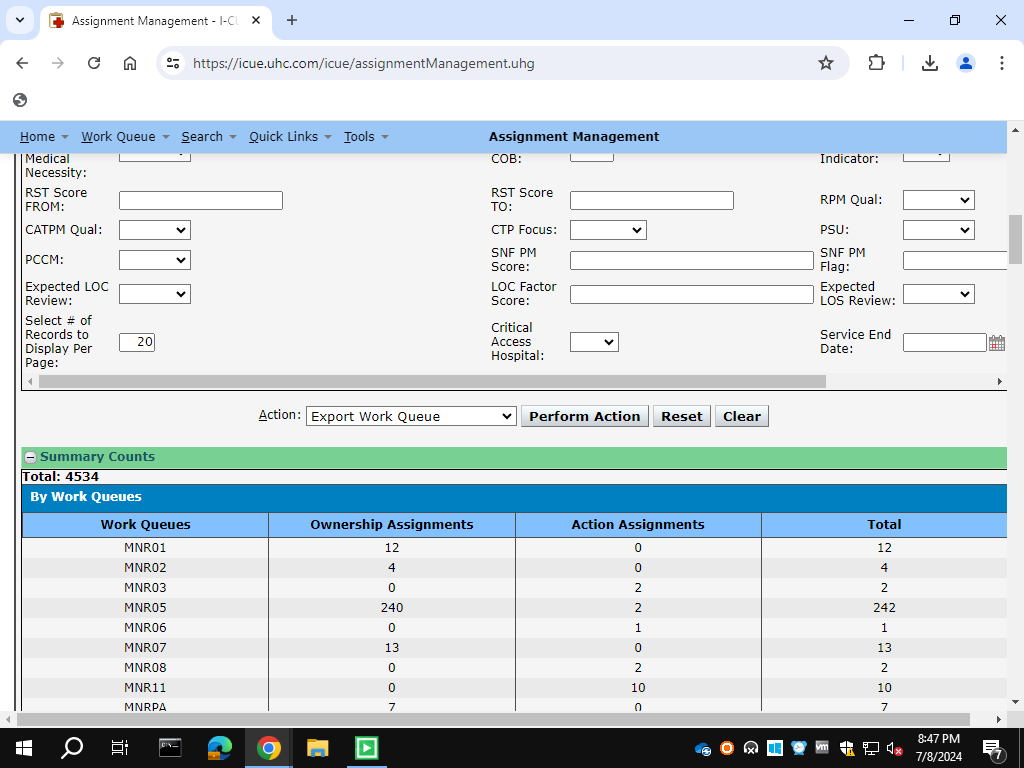 Assignment Management - I-CU
https://icue.uhc.com/icue/assignmentManagement.uhg
Home Work Queue Search Quick Links Tools Assignment Management
Medical Necessity: COB: Indicator:
RST Score FROM: RST Score TO: RPM Qual:
CATPM Qual: CTP Focus: PSU:
PCCM: SNF PM Score: SNF PM Flag:
Expected LOC Review: LOC Factor Score: Expected LOS Review:
Select # of Records to Display Per Page: 20 Critical Access Hospital: Service End Date:
Action: Export Work Queue Perform Action Reset Clear
Summary Counts
Total: 4534
By Work Queues
Work Queues Ownership Assignments Action Assignments Total
MNR01 12 0 12
MNR02 4 0 4
MNR03 0 2 2
MNR05 240 2 242
MNR06 0 1 1
MNR07 13 0 13
MNR08 0 2 2
MNR11 0 10 10
MNRPA 7 0 7
8:47 PM
7/8/2024
7